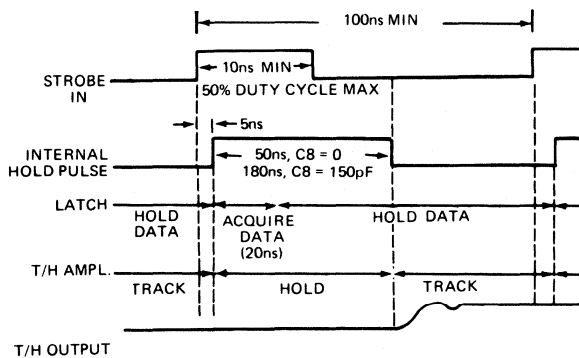 100ns MIN
10ns MIN
STROBE
IN
50% DUTY CYCLE MAX
5ns
INTERNAL
HOLD PULSE
50ns, C8 = 0
180ns, C8 = 150pF
LATCH
HOLD
DATA
ACQUIRE
DATA
(20ns)
HOLD DATA
T/H AMPL.
TRACK
HOLD
TRACK
T/H OUTPUT